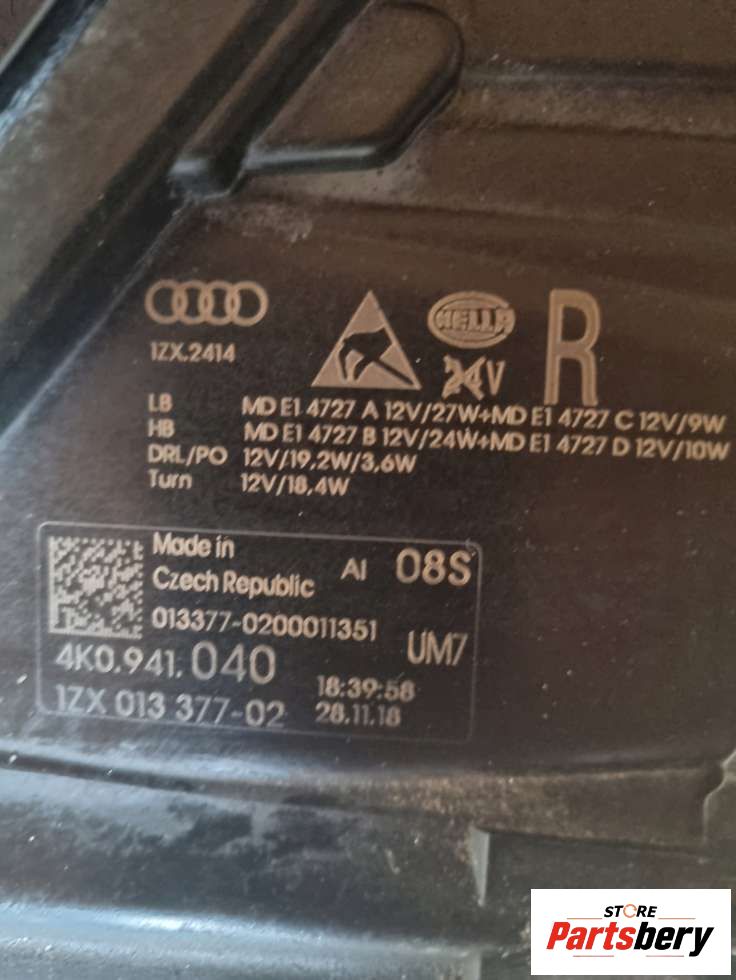 HELLA
R
1ZX.2414
24V
LB MD E1 4727 A 12V/27W+MD E1 4727 C 12V/9W
HB MD E1 4727 B 12V/24W+MD E1 4727 D 12V/10W
DRL/PO 12V/19,2W/3,6W
Turn 12V/18,4W
Made in
Czech Republic
AI 08S
013377-0200011351
UM7
4K0.941.040
18:39:58
1ZX 013 377-02
28.11.18
STORE
Partsbery